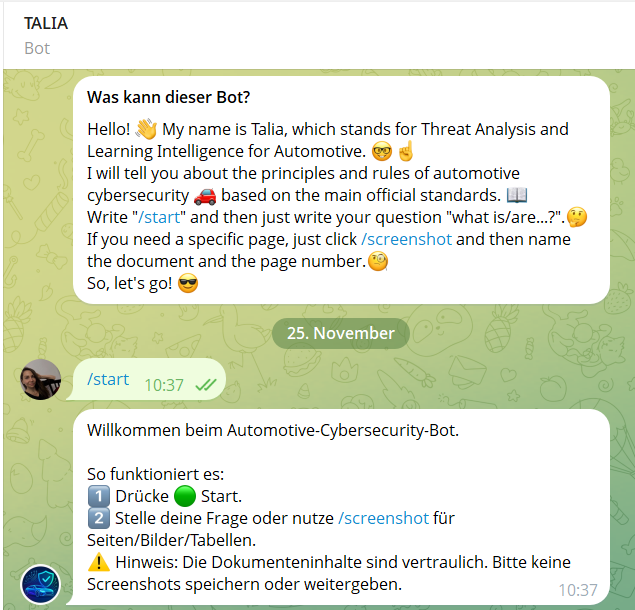 TALIA
Bot
Was kann dieser Bot?
Hello! 👋 My name is Talia, which stands for Threat Analysis and
Learning Intelligence for Automotive. 🤓☝️
I will tell you about the principles and rules of automotive
cybersecurity 🚗 based on the main official standards. 📖
Write "/start" and then just write your question "what is/are...?".🤔
If you need a specific page, just click /screenshot and then name
the document and the page number.🧐
So, let's go! 😎
25. November
/start 10:37
Willkommen beim Automotive-Cybersecurity-Bot.
So funktioniert es:
1️⃣ Drücke 🟢 Start.
2️⃣ Stelle deine Frage oder nutze /screenshot für
Seiten/Bilder/Tabellen.
⚠️ Hinweis: Die Dokumenteninhalte sind vertraulich. Bitte keine
Screenshots speichern oder weitergeben.
10:37